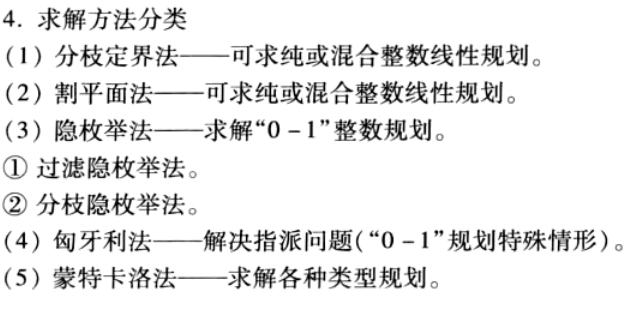 4. 求解方法分类
(1) 分枝定界法——可求纯或混合整数线性规划。
(2) 割平面法——可求纯或混合整数线性规划。
(3) 隐枚举法——求解“0－1”整数规划。
① 过滤隐枚举法。
② 分枝隐枚举法。
(4) 匈牙利法——解决指派问题(“0－1”规划特殊情形)。
(5) 蒙特卡洛法——求解各种类型规划。